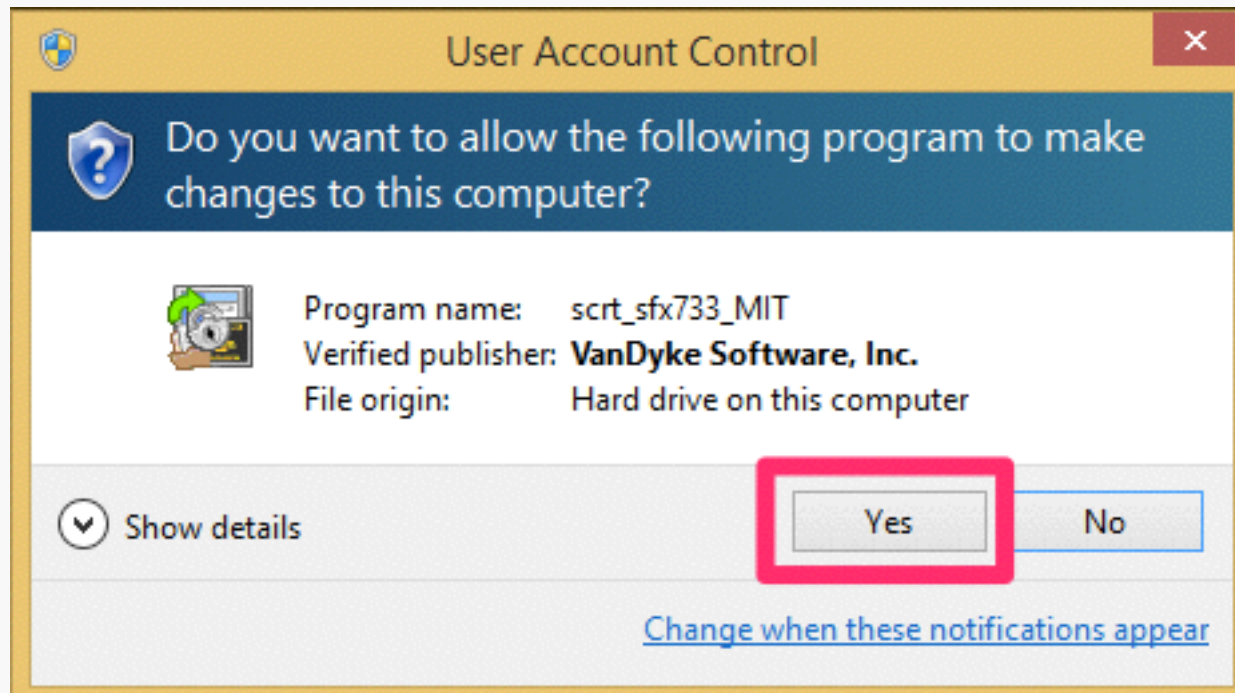 User Account Control
Do you want to allow the following program to make
changes to this computer?
Program name: scrt_sfx733_MIT
Verified publisher: VanDyke Software, Inc.
File origin: Hard drive on this computer
Show details
Yes
No
Change when these notifications appear